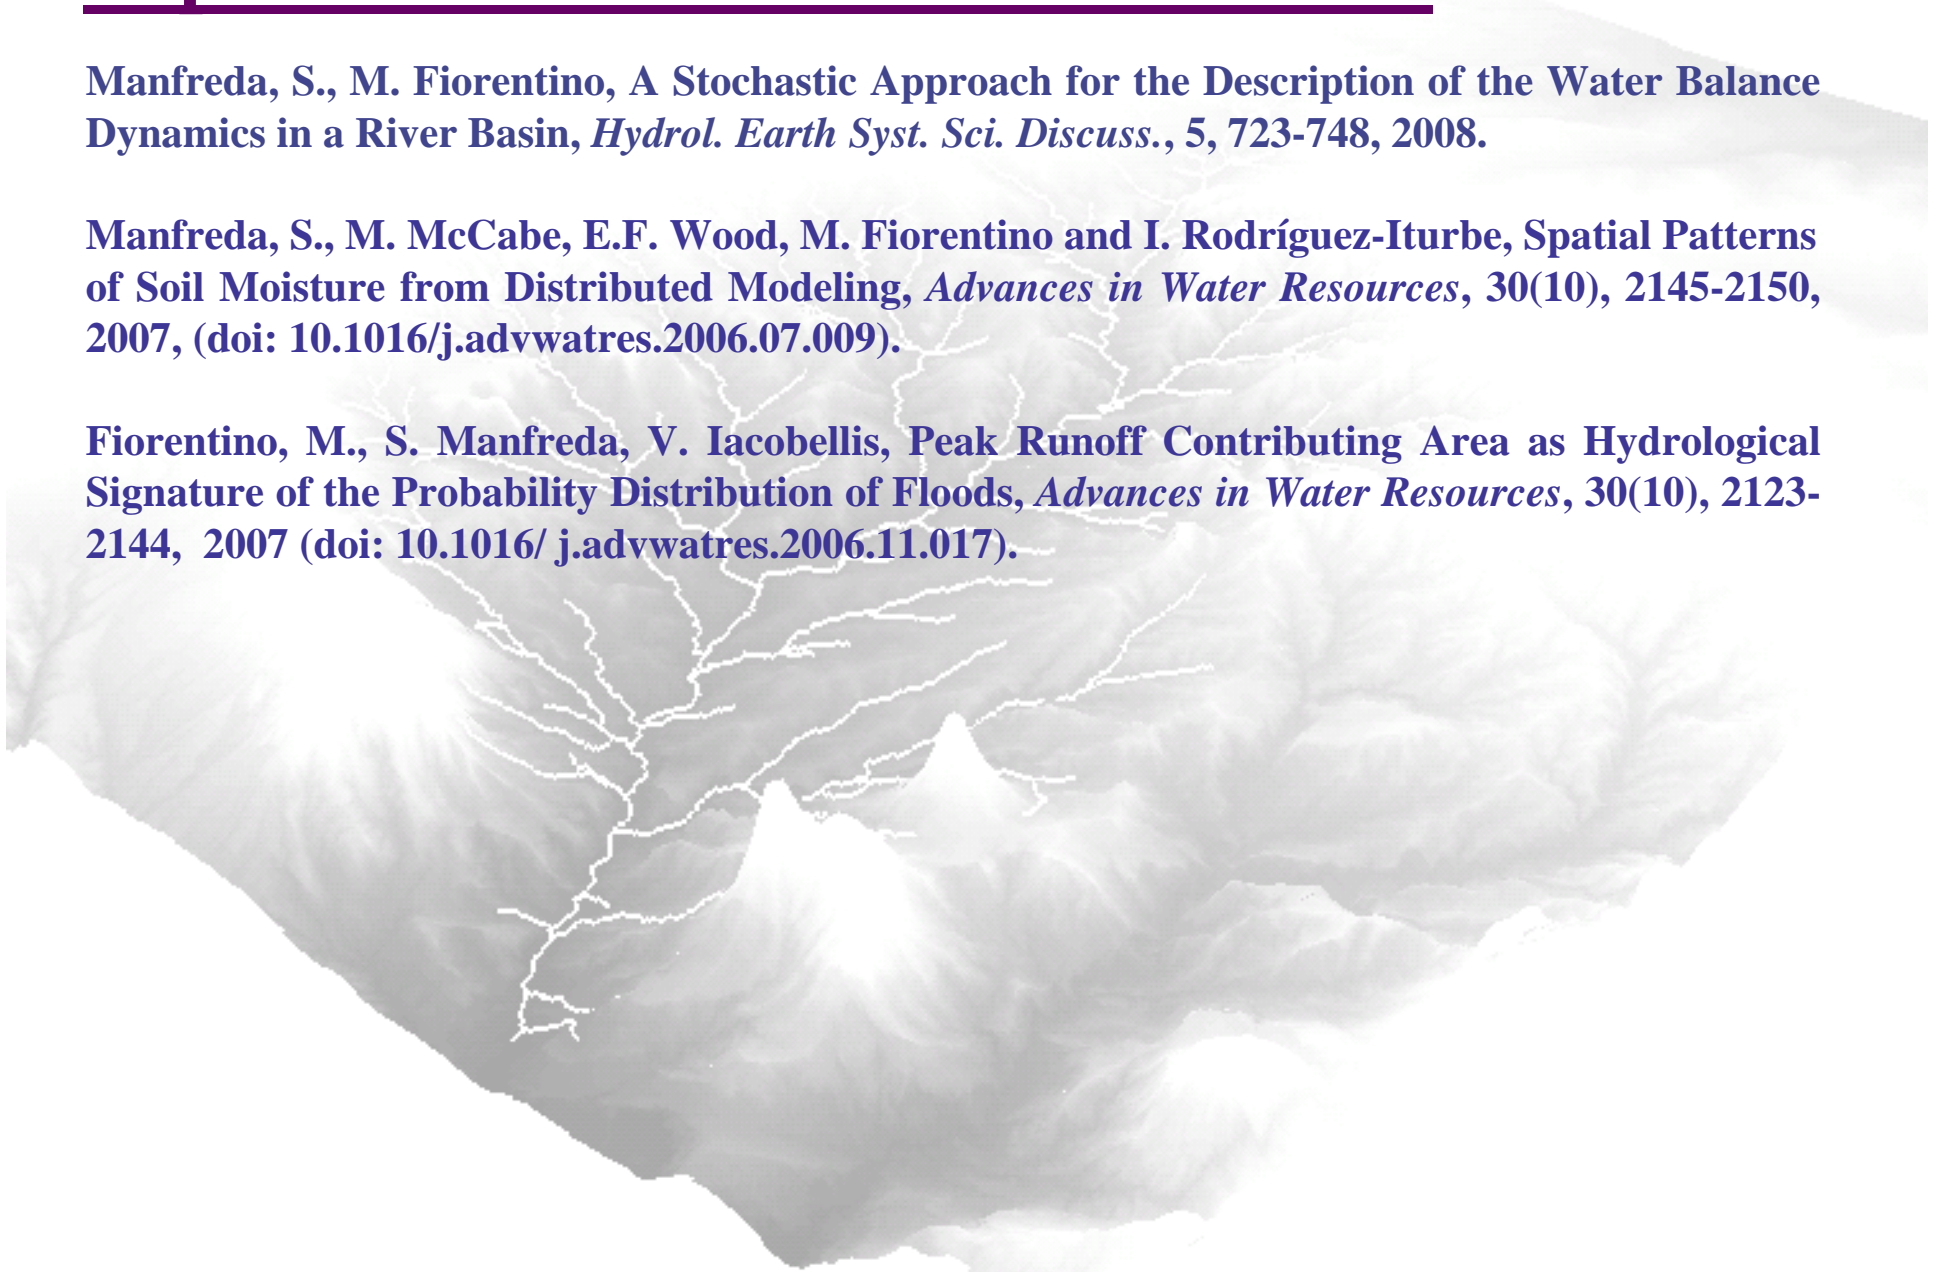 Manfreda, S., M. Fiorentino, A Stochastic Approach for the Description of the Water Balance
Dynamics in a River Basin, Hydrol. Earth Syst. Sci. Discuss., 5, 723-748, 2008.
Manfreda, S., M. McCabe, E.F. Wood, M. Fiorentino and I. Rodríguez-Iturbe, Spatial Patterns
of Soil Moisture from Distributed Modeling, Advances in Water Resources, 30(10), 2145-2150,
2007, (doi: 10.1016/j.advwatres.2006.07.009).
Fiorentino, M., S. Manfreda, V. Iacobellis, Peak Runoff Contributing Area as Hydrological
Signature of the Probability Distribution of Floods, Advances in Water Resources, 30(10), 2123-
2144, 2007 (doi: 10.1016/ j.advwatres.2006.11.017).